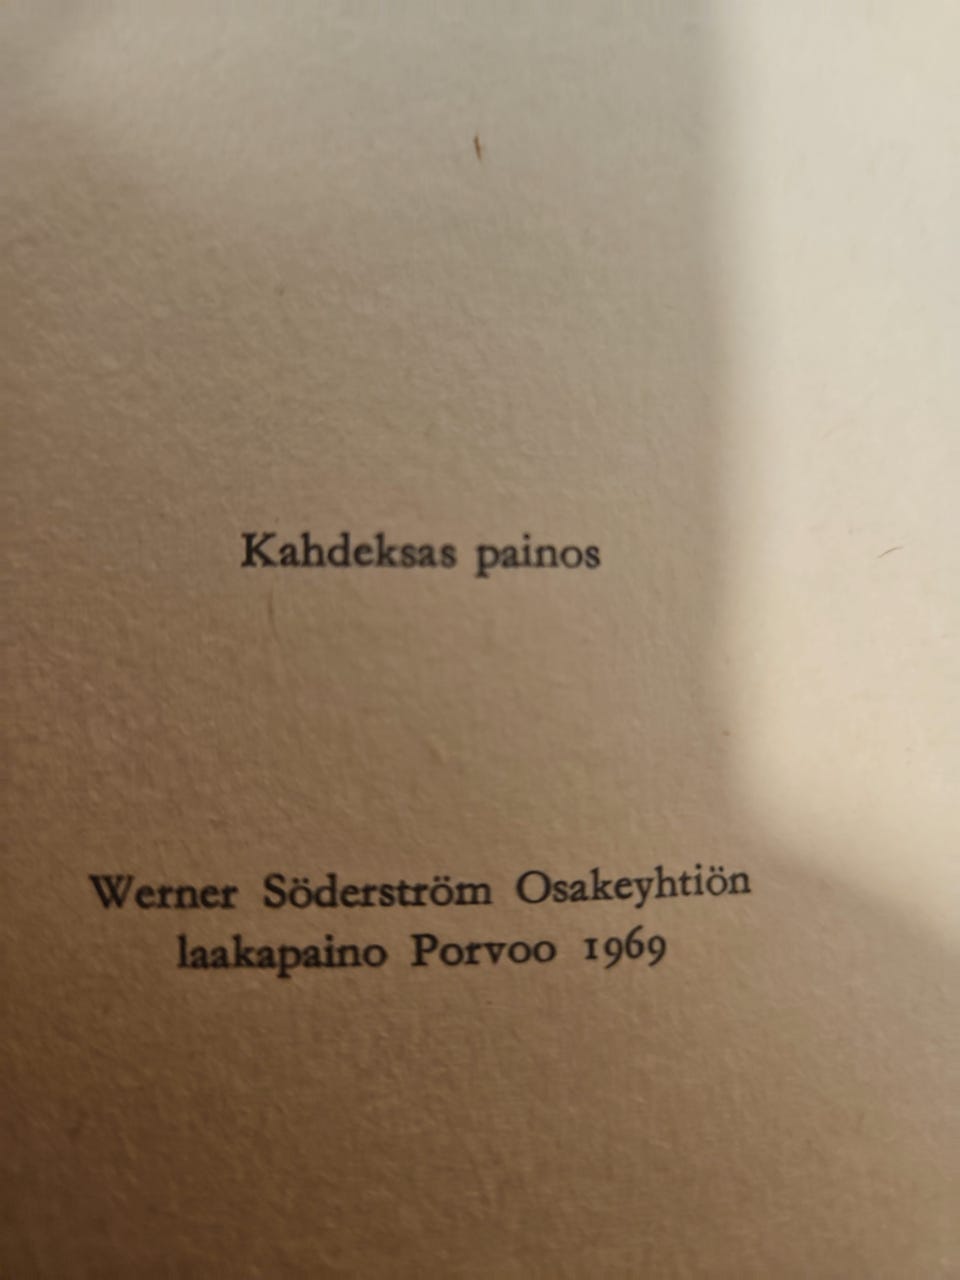 Kahdeksas painos
Werner Söderström Osakeyhtiön
laakapaino Porvoo 1969